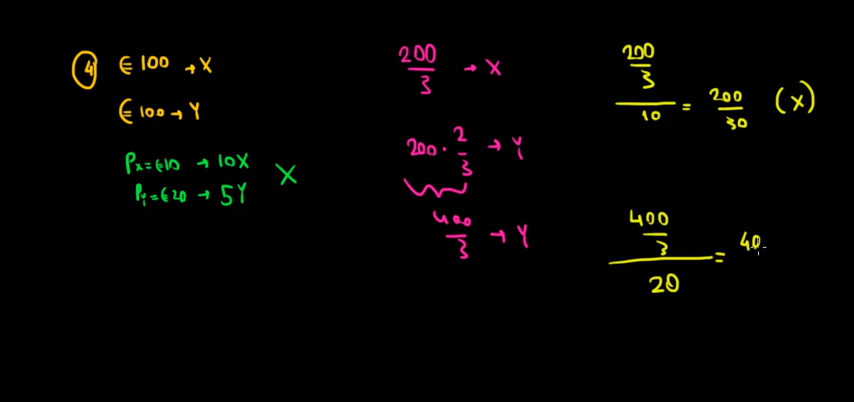 ④ € 100 → X
€ 100 → Y
Px = €10 → 10X
Py = €20 → 5Y
X
200/3 → X
200 · 2/3 → Y
400/3 → Y
200/3 / 10 = 200/30 (X)
400/3 / 20 = 40